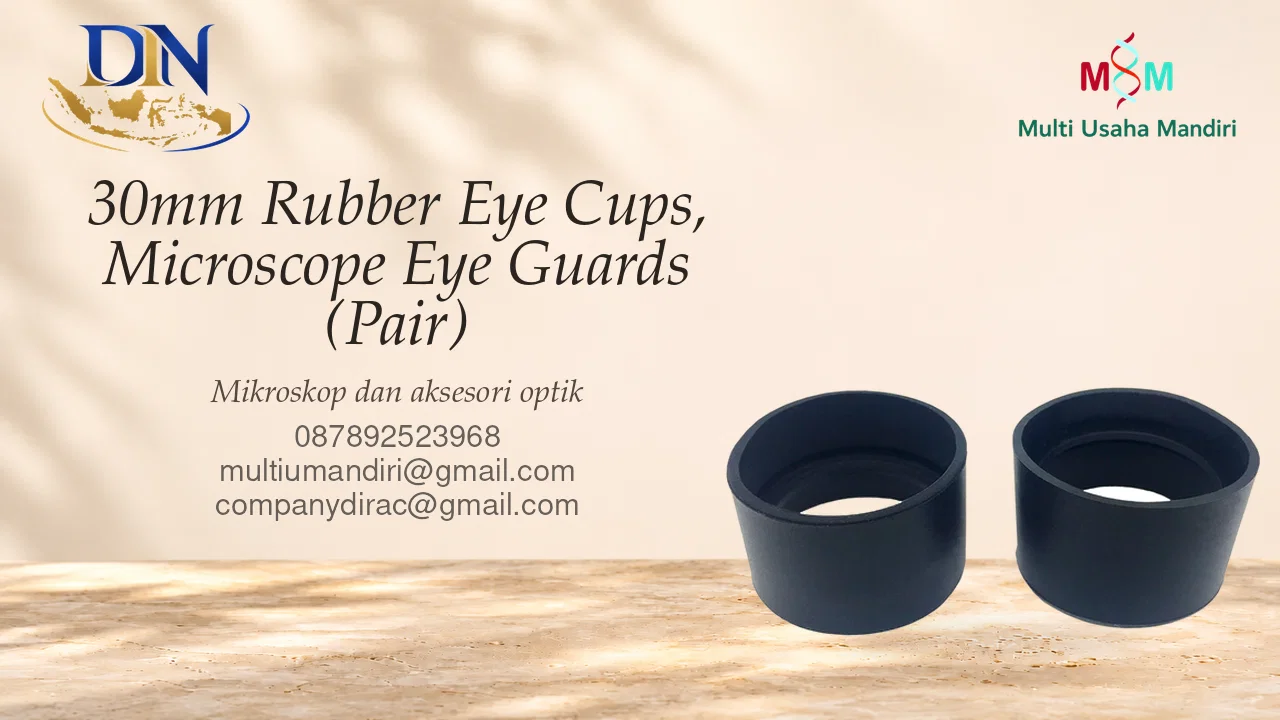 DIN
M M
Multi Usaha Mandiri
30mm Rubber Eye Cups,
Microscope Eye Guards
(Pair)
Mikroskop dan aksesori optik
087892523968
multiumandiri@gmail.com
companydirac@gmail.com